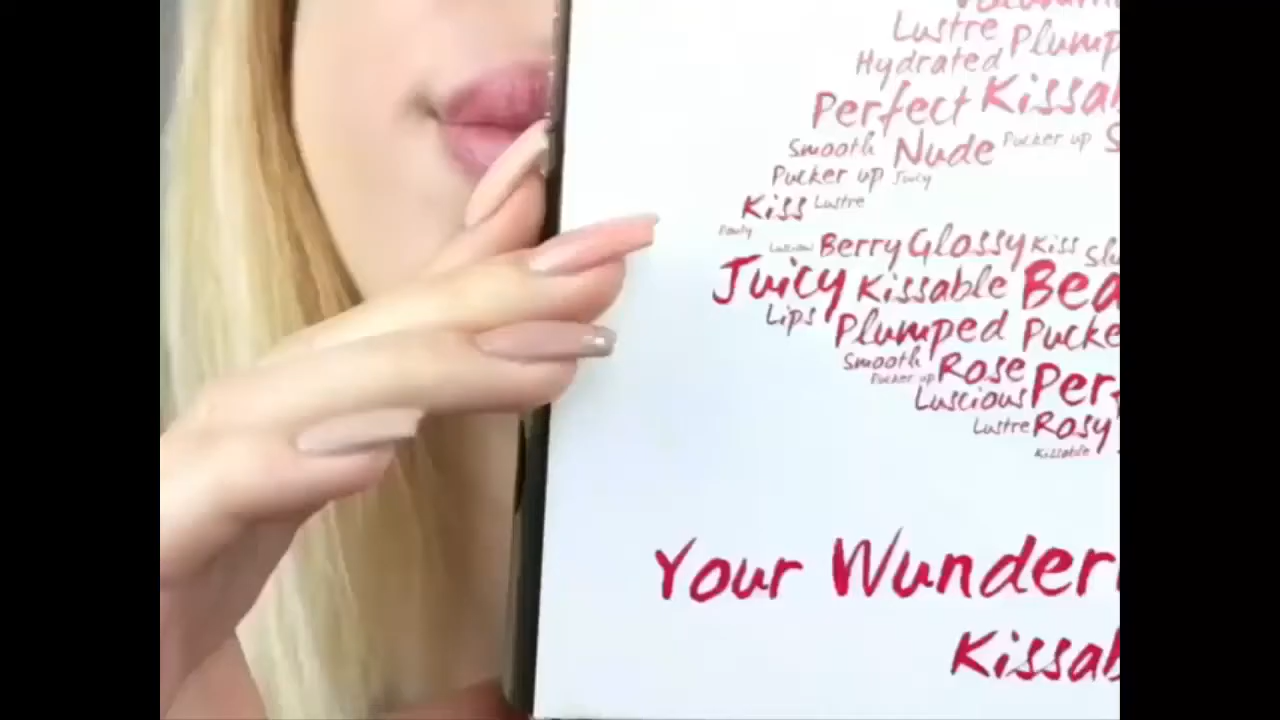 Lustre Plump
Hydrated
Perfect Kissa
Smooth Nude Pucker up S
Pucker up Juicy
Kiss Lustre
Berry Glossy Kiss
Juicy Kissable Bea
Lips Plumped Pucke
Smooth Rose Per
Pucker up
Luscious
Lustre Rosy
Kissable
Your Wunder
Kissab